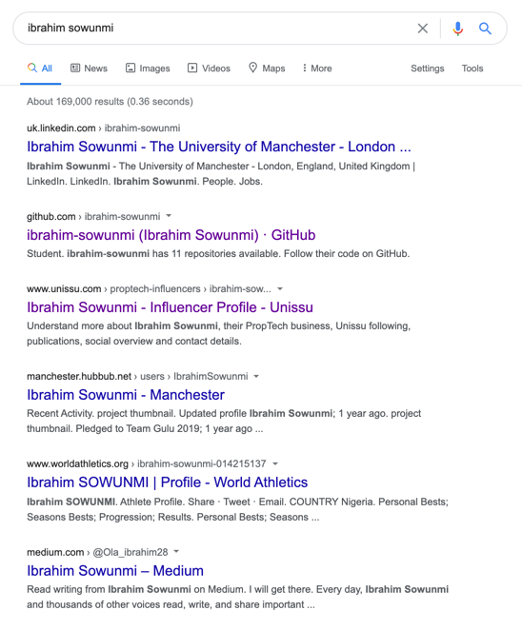 ibrahim sowunmi
All News Images Videos Maps More Settings Tools
About 169,000 results (0.36 seconds)
uk.linkedin.com › ibrahim-sowunmi
Ibrahim Sowunmi - The University of Manchester - London ...
Ibrahim Sowunmi - The University of Manchester - London, England, United Kingdom |
LinkedIn. LinkedIn. Ibrahim Sowunmi. People. Jobs.
github.com › ibrahim-sowunmi
ibrahim-sowunmi (Ibrahim Sowunmi) · GitHub
Student. ibrahim-sowunmi has 11 repositories available. Follow their code on GitHub.
www.unissu.com › proptech-influencers › ibrahim-sow...
Ibrahim Sowunmi - Influencer Profile - Unissu
Understand more about Ibrahim Sowunmi, their PropTech business, Unissu following,
publications, social overview and contact details.
manchester.hubbub.net › users › IbrahimSowunmi
Ibrahim Sowunmi - Manchester
Recent Activity. project thumbnail. Updated profile Ibrahim Sowunmi; 1 year ago. project
thumbnail. Pledged to Team Gulu 2019; 1 year ago ...
www.worldathletics.org › ibrahim-sowunmi-014215137
Ibrahim SOWUNMI | Profile - World Athletics
Ibrahim SOWUNMI. Athlete Profile. Share · Tweet · Email. COUNTRY Nigeria. Personal Bests;
Seasons Bests; Progression; Results. Personal Bests; Seasons ...
medium.com › @Ola_ibrahim28
Ibrahim Sowunmi – Medium
Read writing from Ibrahim Sowunmi on Medium. I will get there. Every day, Ibrahim Sowunmi
and thousands of other voices read, write, and share important ...